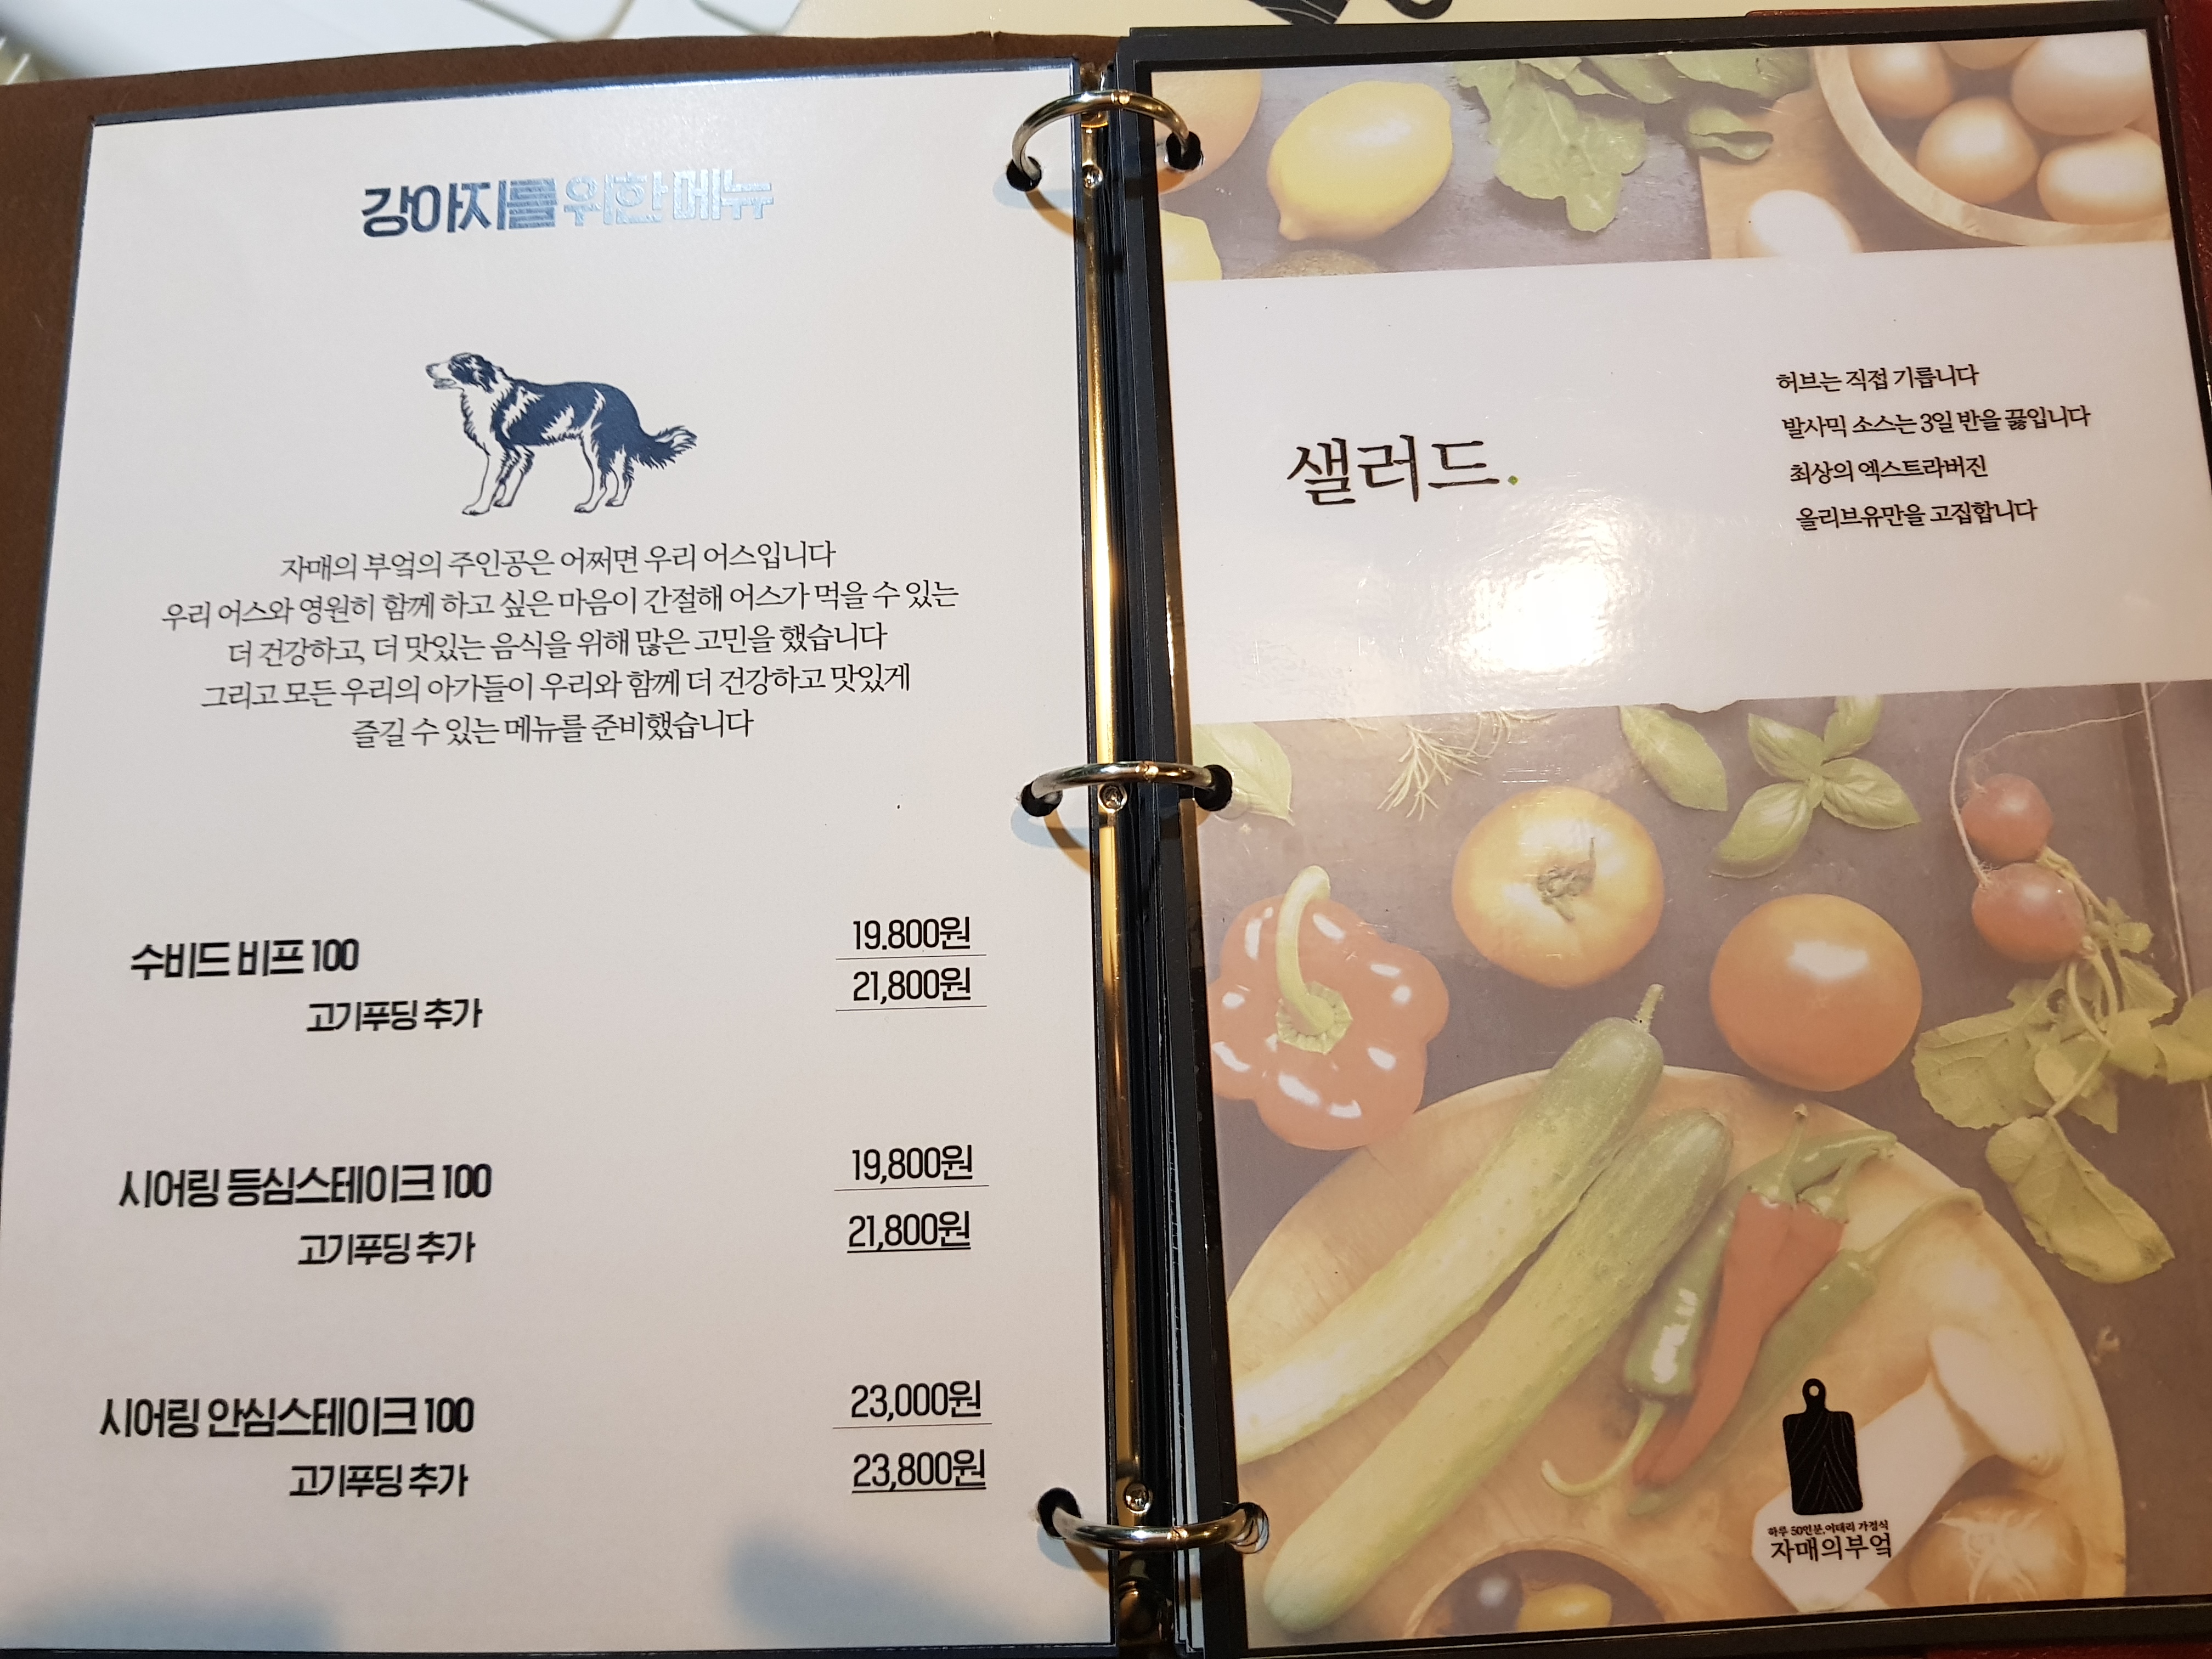 강아지를 위한 메뉴
자매의 부엌의 주인공은 어쩌면 우리 어스입니다
우리 어스와 영원히 함께 하고 싶은 마음이 간절해 어스가 먹을 수 있는
더 건강하고, 더 맛있는 음식을 위해 많은 고민을 했습니다
그리고 모든 우리의 아가들이 우리와 함께 더 건강하고 맛있게
즐길 수 있는 메뉴를 준비했습니다
수비드 비프 100 19.800원
고기푸딩 추가 21,800원
시어링 등심스테이크 100 19,800원
고기푸딩 추가 21,800원
시어링 안심스테이크 100 23,000원
고기푸딩 추가 23,800원
샐러드.
허브는 직접 기릅니다
발사믹 소스는 3일 반을 끓입니다
최상의 엑스트라버진
올리브유만을 고집합니다
하루 50인분, 이태리 가정식
자매의부엌